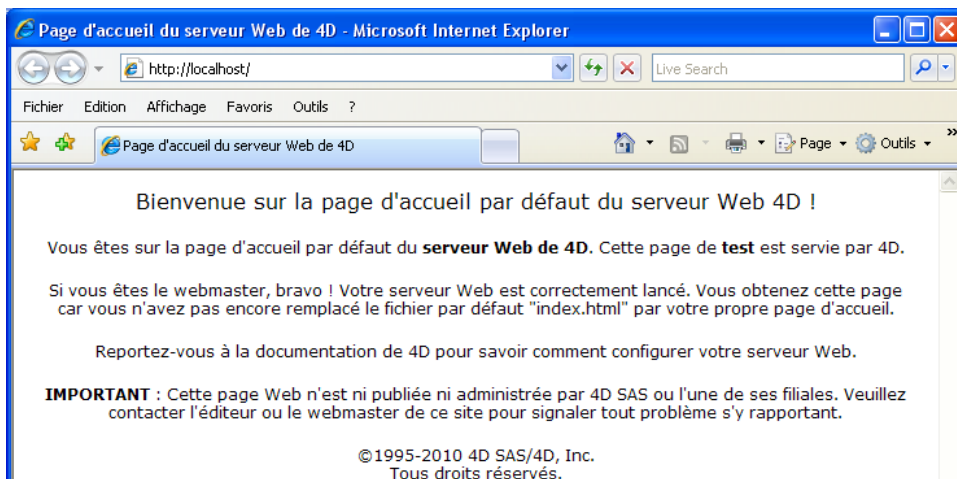 Page d'accueil du serveur Web de 4D - Microsoft Internet Explorer
http://localhost/
Live Search
Fichier Edition Affichage Favoris Outils ?
Page d'accueil du serveur Web de 4D
Page
Outils
Bienvenue sur la page d'accueil par défaut du serveur Web 4D !
Vous êtes sur la page d'accueil par défaut du serveur Web de 4D. Cette page de test est servie par 4D.
Si vous êtes le webmaster, bravo ! Votre serveur Web est correctement lancé. Vous obtenez cette page
car vous n'avez pas encore remplacé le fichier par défaut "index.html" par votre propre page d'accueil.
Reportez-vous à la documentation de 4D pour savoir comment configurer votre serveur Web.
IMPORTANT : Cette page Web n'est ni publiée ni administrée par 4D SAS ou l'une de ses filiales. Veuillez
contacter l'éditeur ou le webmaster de ce site pour signaler tout problème s'y rapportant.
©1995-2010 4D SAS/4D, Inc.
Tous droits réservés.